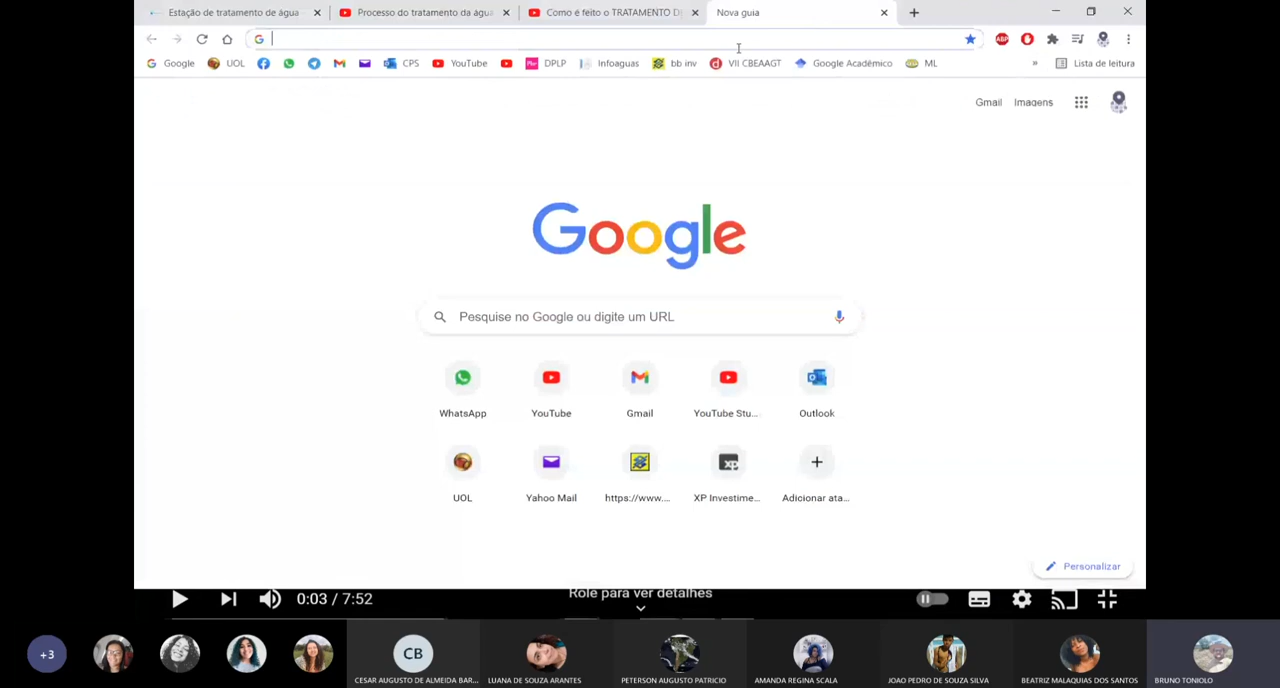 Estação de tratamento de água
Processo do tratamento da água
Como é feito o TRATAMENTO DE
Nova guia
Google
UOL
CPS
YouTube
DPLP
Infoaguas
bb inv
VII CBEAAGT
Google Acadêmico
ML
»
Lista de leitura
ABP
Gmail
Imagens
Google
Pesquise no Google ou digite um URL
WhatsApp
YouTube
Gmail
YouTube Stu...
Outlook
xp
UOL
Yahoo Mail
https://www....
XP Investime...
Adicionar ata...
Personalizar
0:03 / 7:52
Role para ver detalhes
+3
CB
CESAR AUGUSTO DE ALMEIDA BAR...
LUANA DE SOUZA ARANTES
PETERSON AUGUSTO PATRICIO
AMANDA REGINA SCALA
JOAO PEDRO DE SOUZA SILVA
BEATRIZ MALAQUIAS DOS SANTOS
BRUNO TONIOLO